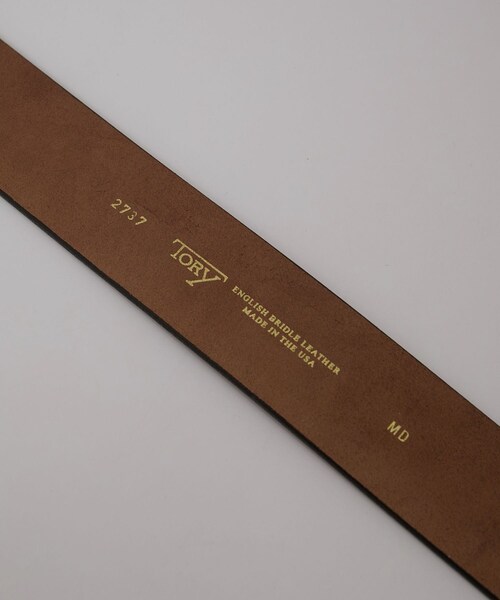 2737
TORY
ENGLISH BRIDLE LEATHER
MADE IN THE USA
MD